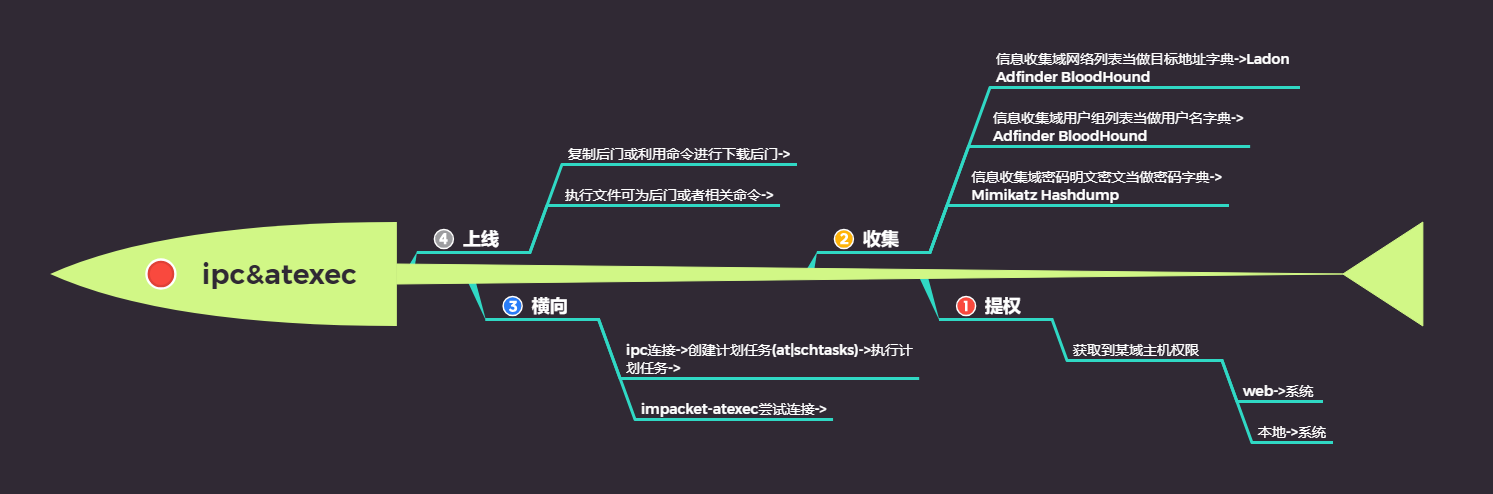 信息收集域网络列表当做目标地址字典->Ladon
Adfinder BloodHound
信息收集域用户组列表当做用户名字典->
Adfinder BloodHound
信息收集域密码明文密文当做密码字典->
Mimikatz Hashdump
复制后门或利用命令进行下载后门->
执行文件可为后门或者相关命令->
4 上线
2 收集
ipc&atexec
3 横向
1 提权
ipc连接->创建计划任务(at|schtasks)->执行计
划任务->
impacket-atexec尝试连接->
获取到某域主机权限
web->系统
本地->系统